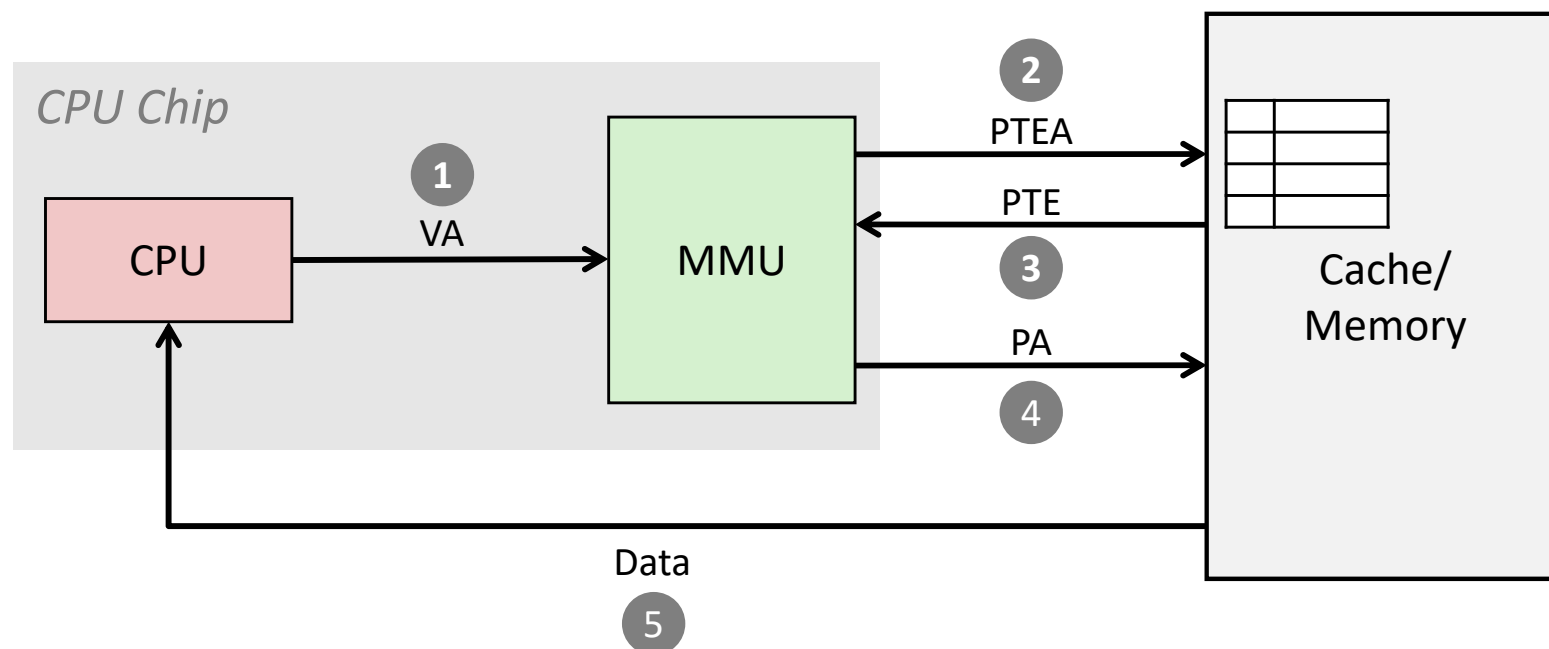 CPU Chip
2
PTEA
1
VA
PTE
CPU
MMU
3
Cache/
Memory
PA
4
Data
5